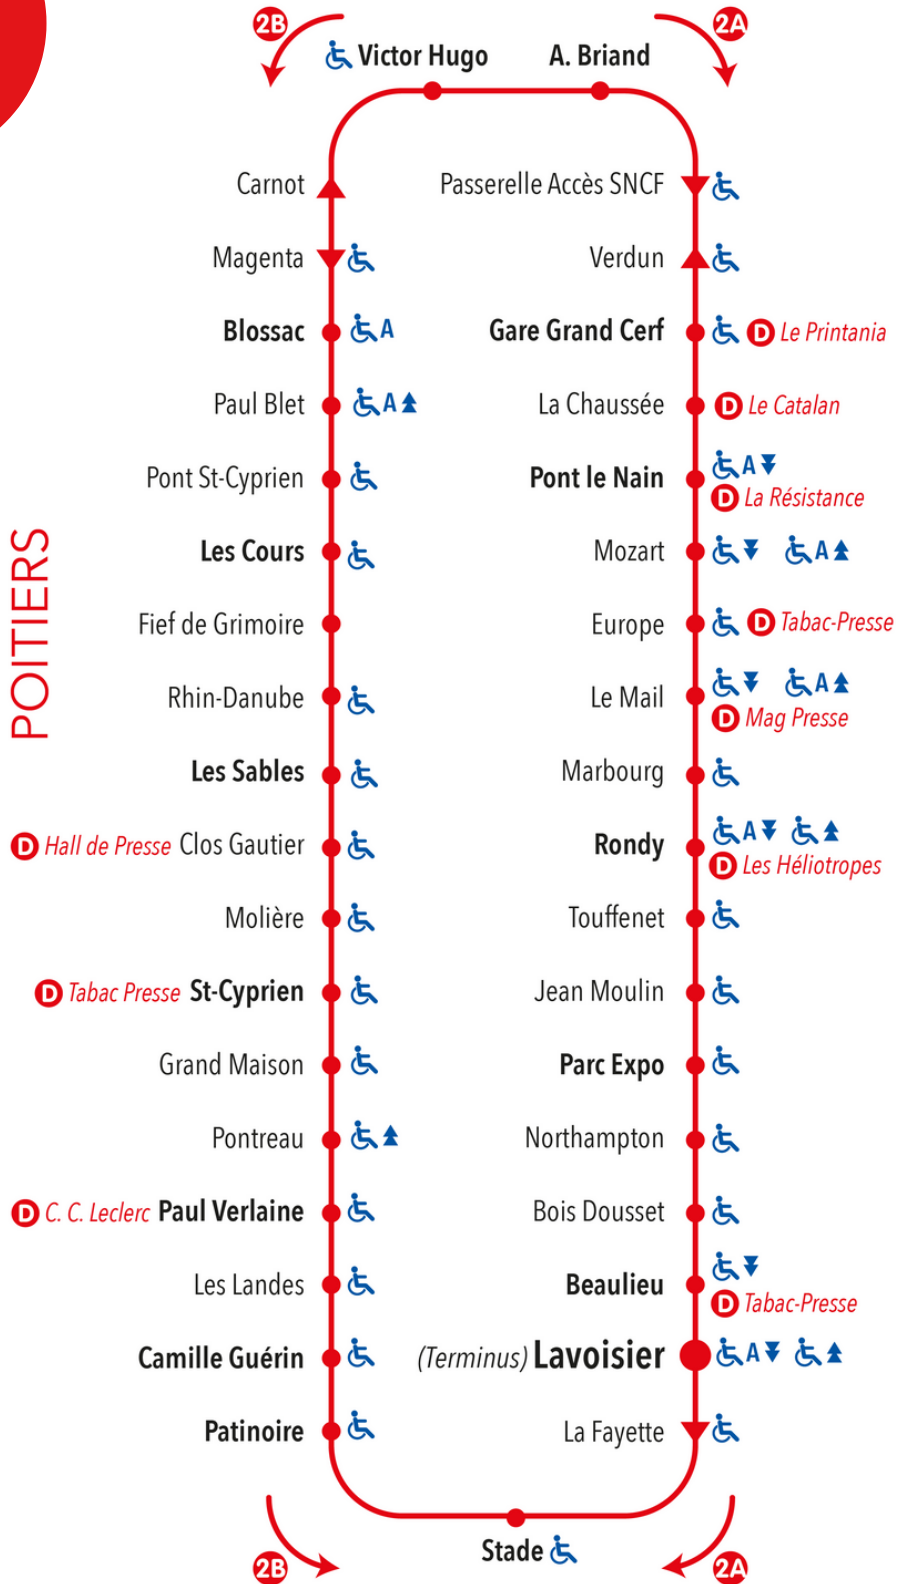 2B
2A
Victor Hugo
A. Briand
Carnot
Passerelle Accès SNCF
Magenta
Verdun
Blossac A
Gare Grand Cerf D Le Printania
Paul Blet A
La Chaussée D Le Catalan
Pont St-Cyprien
Pont le Nain A
D La Résistance
Les Cours
Mozart A
Fief de Grimoire
Europe D Tabac-Presse
Rhin-Danube
Le Mail A
D Mag Presse
Les Sables
Marbourg
D Hall de Presse Clos Gautier
Rondy A
D Les Héliotropes
Molière
Touffenet
D Tabac Presse St-Cyprien
Jean Moulin
Grand Maison
Parc Expo
Pontreau
Northampton
D C. C. Leclerc Paul Verlaine
Bois Dousset
Les Landes
Beaulieu
D Tabac-Presse
Camille Guérin
(Terminus) Lavoisier A
Patinoire
La Fayette
Stade
2B
2A
POITIERS